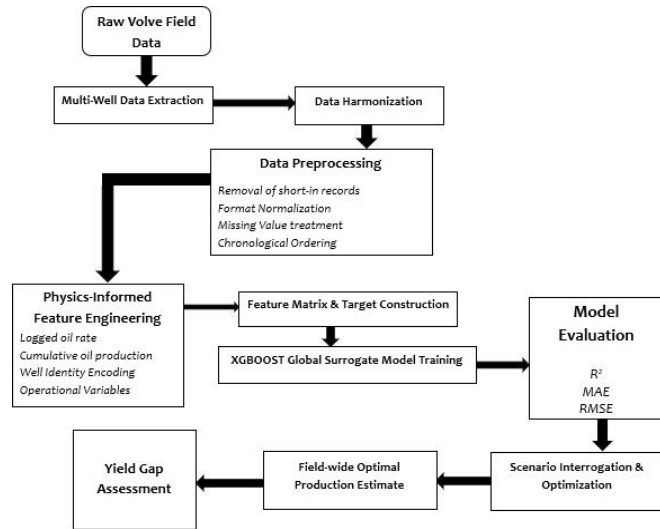 Raw Volve Field
Data
Multi-Well Data Extraction
Data Harmonization
Data Preprocessing
Removal of short-in records
Format Normalization
Missing Value treatment
Chronological Ordering
Physics-Informed
Feature Engineering
Logged oil rate
Cumulative oil production
Well Identity Encoding
Operational Variables
Feature Matrix & Target Construction
XGBOOST Global Surrogate Model Training
Model
Evaluation
R²
MAE
RMSE
Scenario Interrogation &
Optimization
Field-wide Optimal
Production Estimate
Yield Gap
Assessment